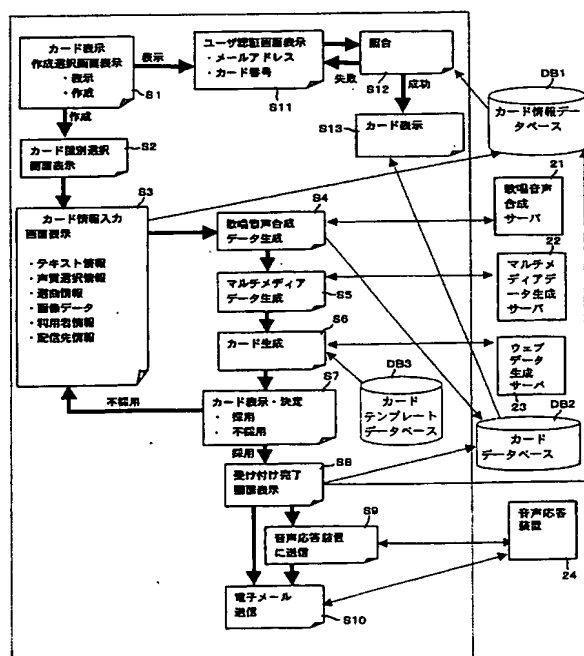 カード表示
作成選択画面表示
・表示
・作成
S1
表示
作成
ユーザ認証画面表示
・メールアドレス
・カード番号
S11
照合
S12
失敗
成功
S13
カード表示
DB1
カード情報デー
タベース
カード種別選択
画面表示
S2
S3
カード情報入力
画面表示
・テキスト情報
・声質選択情報
・選曲情報
・画像データ
・利用者情報
・配信先情報
S4
歌唱音声合成
データ生成
21
歌唱音声
合成
サーバ
マルチメディア
データ生成
S5
22
マルチメ
ディアデ
ータ生成
サーバ
S6
カード生成
ウェブ
データ
生成
サーバ
23
S7
カード表示・決定
・採用
・不採用
不採用
採用
DB3
カード
テンプレート
データベース
DB2
カード
データベース
受け付け完了
画面表示
S8
S9
音声応答装置
に送信
音声応答
装置
24
電子メール
送信
S10